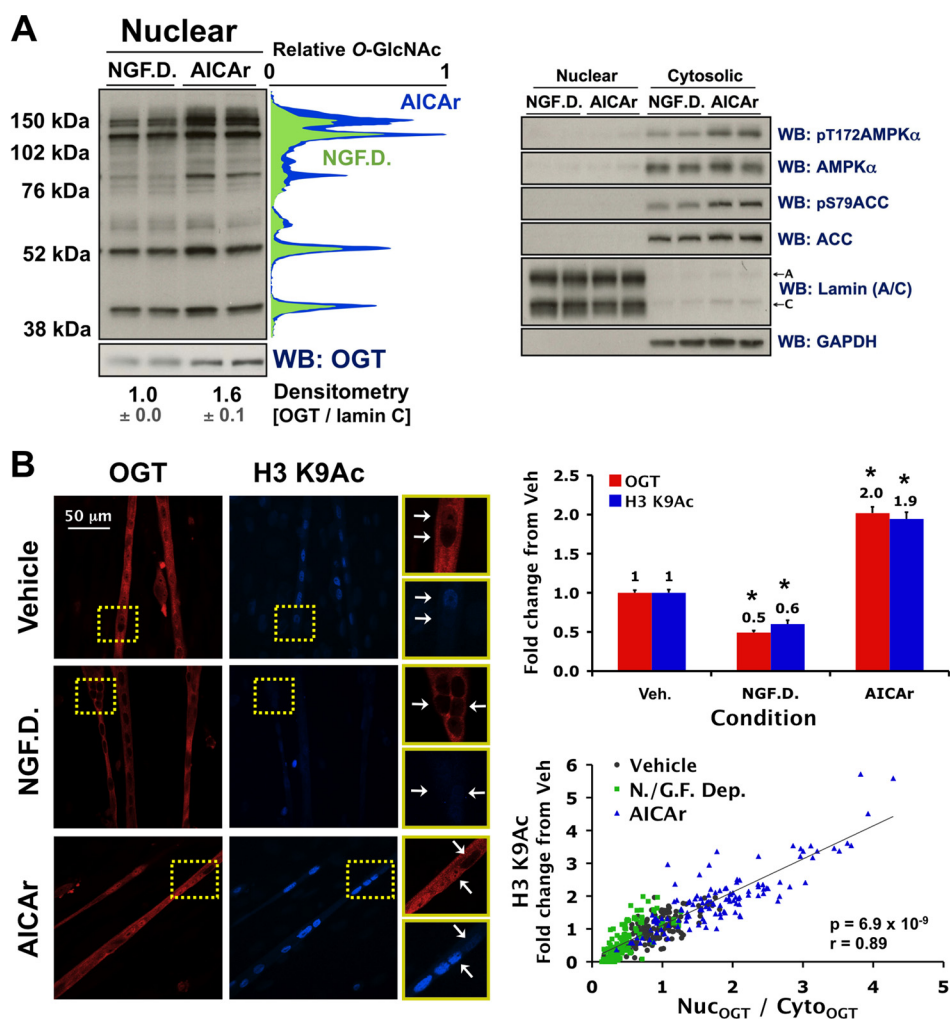 A
Nuclear
NGF.D. AICAr
Relative O-GlcNAc
0 1
AICAr
NGF.D.
150 kDa
102 kDa
76 kDa
52 kDa
38 kDa
WB: OGT
1.0 1.6 Densitometry
± 0.0 ± 0.1 [OGT / lamin C]
Nuclear Cytosolic
NGF.D. AICAr NGF.D. AICAr
WB: pT172AMPKα
WB: AMPKα
WB: pS79ACC
WB: ACC
←A
WB: Lamin (A/C)
←C
WB: GAPDH
B
OGT H3 K9Ac
50 μm
Vehicle
NGF.D.
AICAr
Fold change from Veh
2.5
2.0
1.5
1.0
0.5
0.0
OGT
H3 K9Ac
1 1
* *
0.5 0.6
* *
2.0 1.9
Veh. NGF.D. AICAr
Condition
H3 K9Ac
Fold change from Veh
6
5
4
3
2
1
0
Vehicle
N./G.F. Dep.
AICAr
p = 6.9 x 10⁻⁹
r = 0.89
0 1 2 3 4 5
NucOGT / CytoOGT